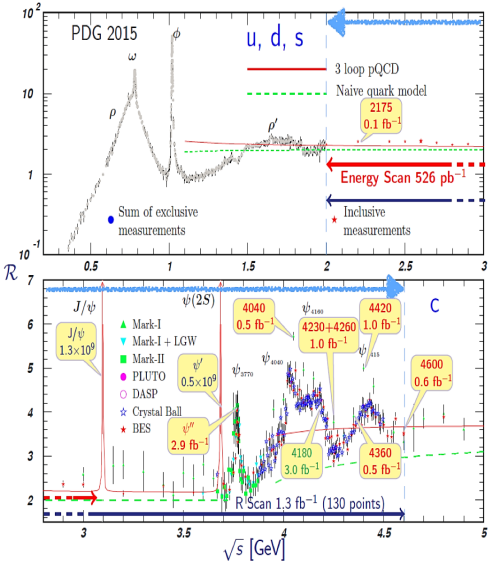 10²
PDG 2015
ϕ
u, d, s
ω
3 loop pQCD
Naive quark model
10
ρ
ρ′
2175
0.1 fb⁻¹
1
Energy Scan 526 pb⁻¹
Sum of exclusive
measurements
Inclusive
measurements
10⁻¹
0.5
1
1.5
2
2.5
3
R
7
J/ψ
ψ(2S)
c
6
4040
0.5 fb⁻¹
ψ₄₁₆₀
4420
1.0 fb⁻¹
J/ψ
1.3×10⁹
Mark-I
Mark-I + LGW
Mark-II
PLUTO
DASP
Crystal Ball
BES
4230+4260
1.0 fb⁻¹
5
ψ′
0.5×10⁹
ψ₃₇₇₀
ψ₄₀₄₀
ψ₄₄₁₅
4600
0.6 fb⁻¹
4
ψ″
2.9 fb⁻¹
3
4180
3.0 fb⁻¹
4360
0.5 fb⁻¹
2
R Scan 1.3 fb⁻¹ (130 points)
3
3.5
4
4.5
5
√s [GeV]